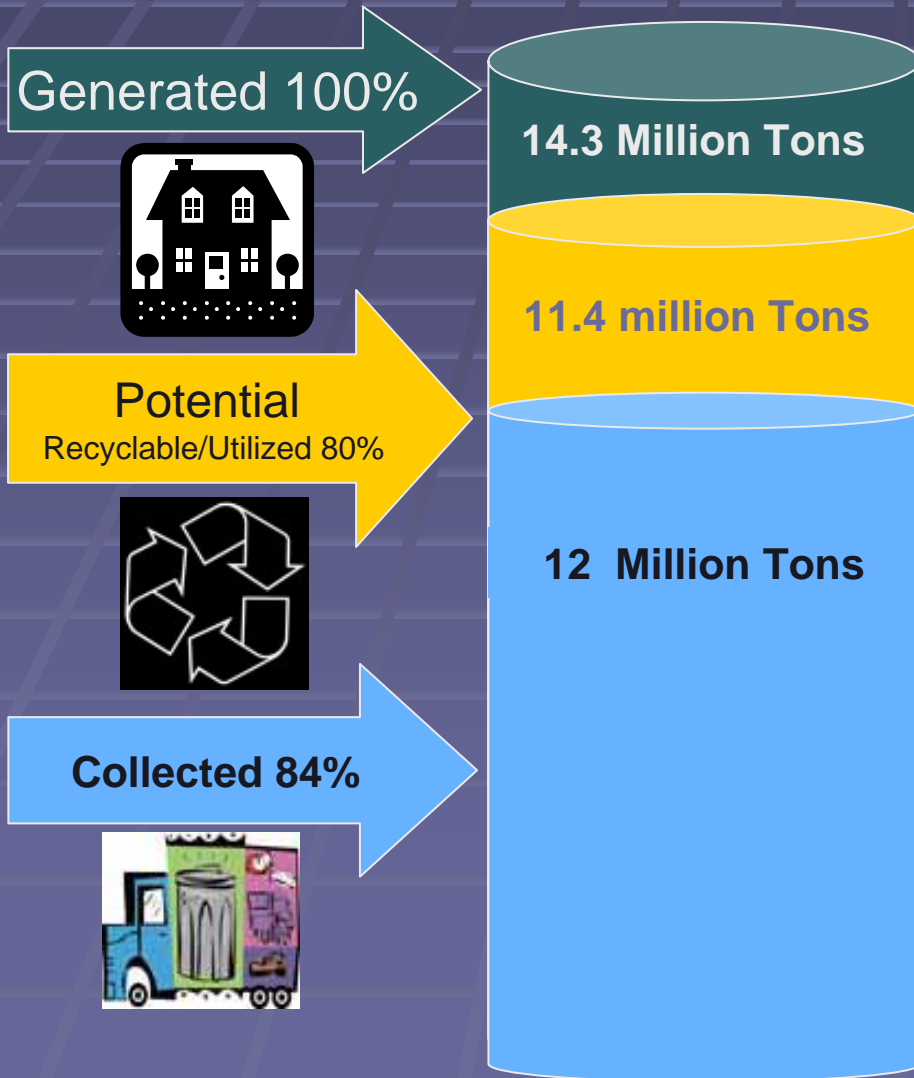 Generated 100%
14.3 Million Tons
11.4 million Tons
Potential
Recyclable/Utilized 80%
12 Million Tons
Collected 84%